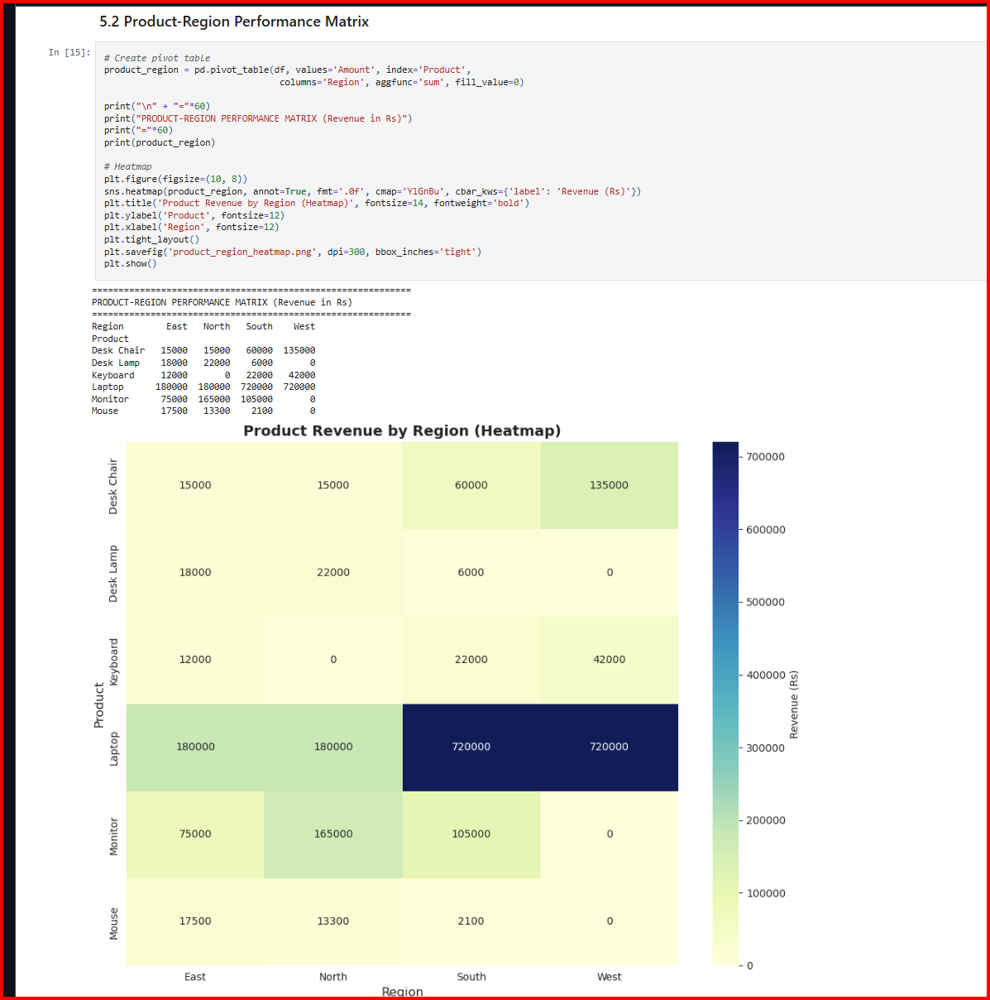 5.2 Product-Region Performance Matrix
In [15]:
# Create pivot table
product_region = pd.pivot_table(df, values='Amount', index='Product',
                                columns='Region', aggfunc='sum', fill_value=0)

print("\n" + "="*60)
print("PRODUCT-REGION PERFORMANCE MATRIX (Revenue in Rs)")
print("="*60)
print(product_region)

# Heatmap
plt.figure(figsize=(10, 8))
sns.heatmap(product_region, annot=True, fmt='.0f', cmap='YlGnBu', cbar_kws={'label': 'Revenue (Rs)'})
plt.title('Product Revenue by Region (Heatmap)', fontsize=14, fontweight='bold')
plt.ylabel('Product', fontsize=12)
plt.xlabel('Region', fontsize=12)
plt.tight_layout()
plt.savefig('product_region_heatmap.png', dpi=300, bbox_inches='tight')
plt.show()

============================================================
PRODUCT-REGION PERFORMANCE MATRIX (Revenue in Rs)
============================================================
Region        East   North   South    West
Product
Desk Chair   15000   15000   60000  135000
Desk Lamp    18000   22000    6000       0
Keyboard     12000       0   22000   42000
Laptop      180000  180000  720000  720000
Monitor      75000  165000  105000       0
Mouse        17500   13300    2100       0
Product Revenue by Region (Heatmap)
Product
Desk Chair 15000 15000 60000 135000
Desk Lamp 18000 22000 6000 0
Keyboard 12000 0 22000 42000
Laptop 180000 180000 720000 720000
Monitor 75000 165000 105000 0
Mouse 17500 13300 2100 0
East North South West
Region
700000
600000
500000
400000
300000
200000
100000
0
Revenue (Rs)